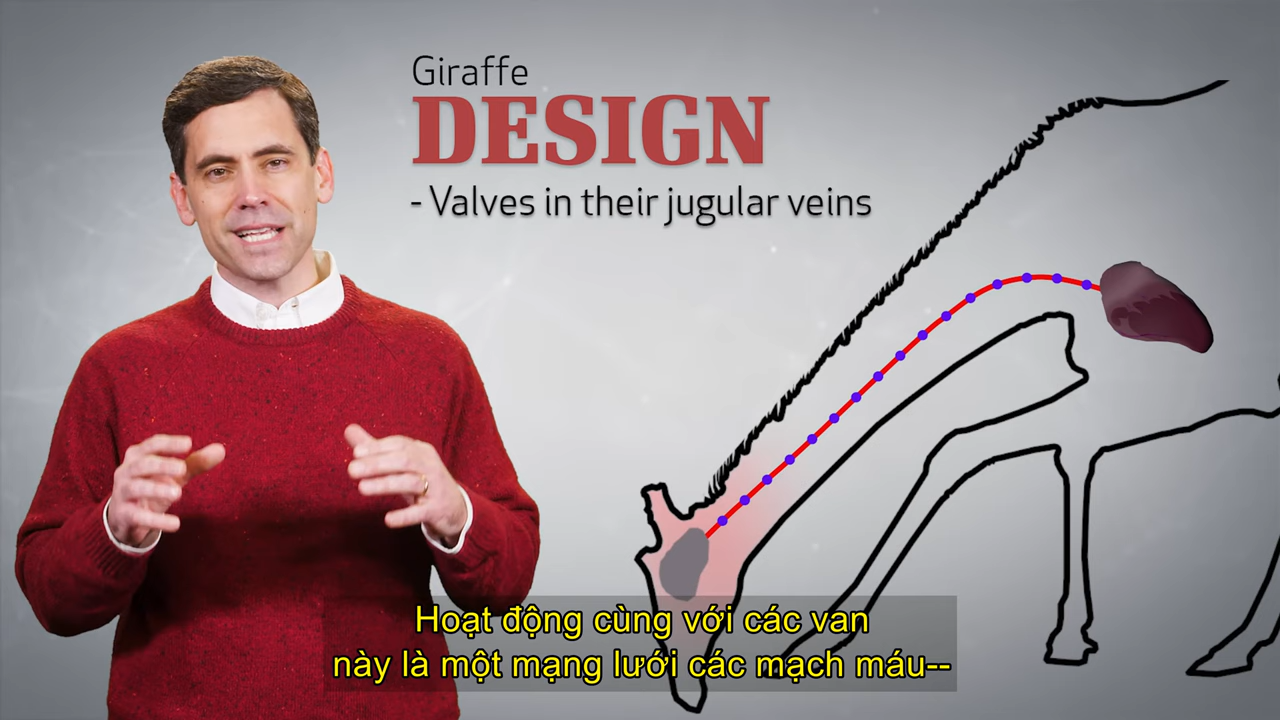 Giraffe
DESIGN
- Valves in their jugular veins
Hoạt động cùng với các van
này là một mạng lưới các mạch máu--